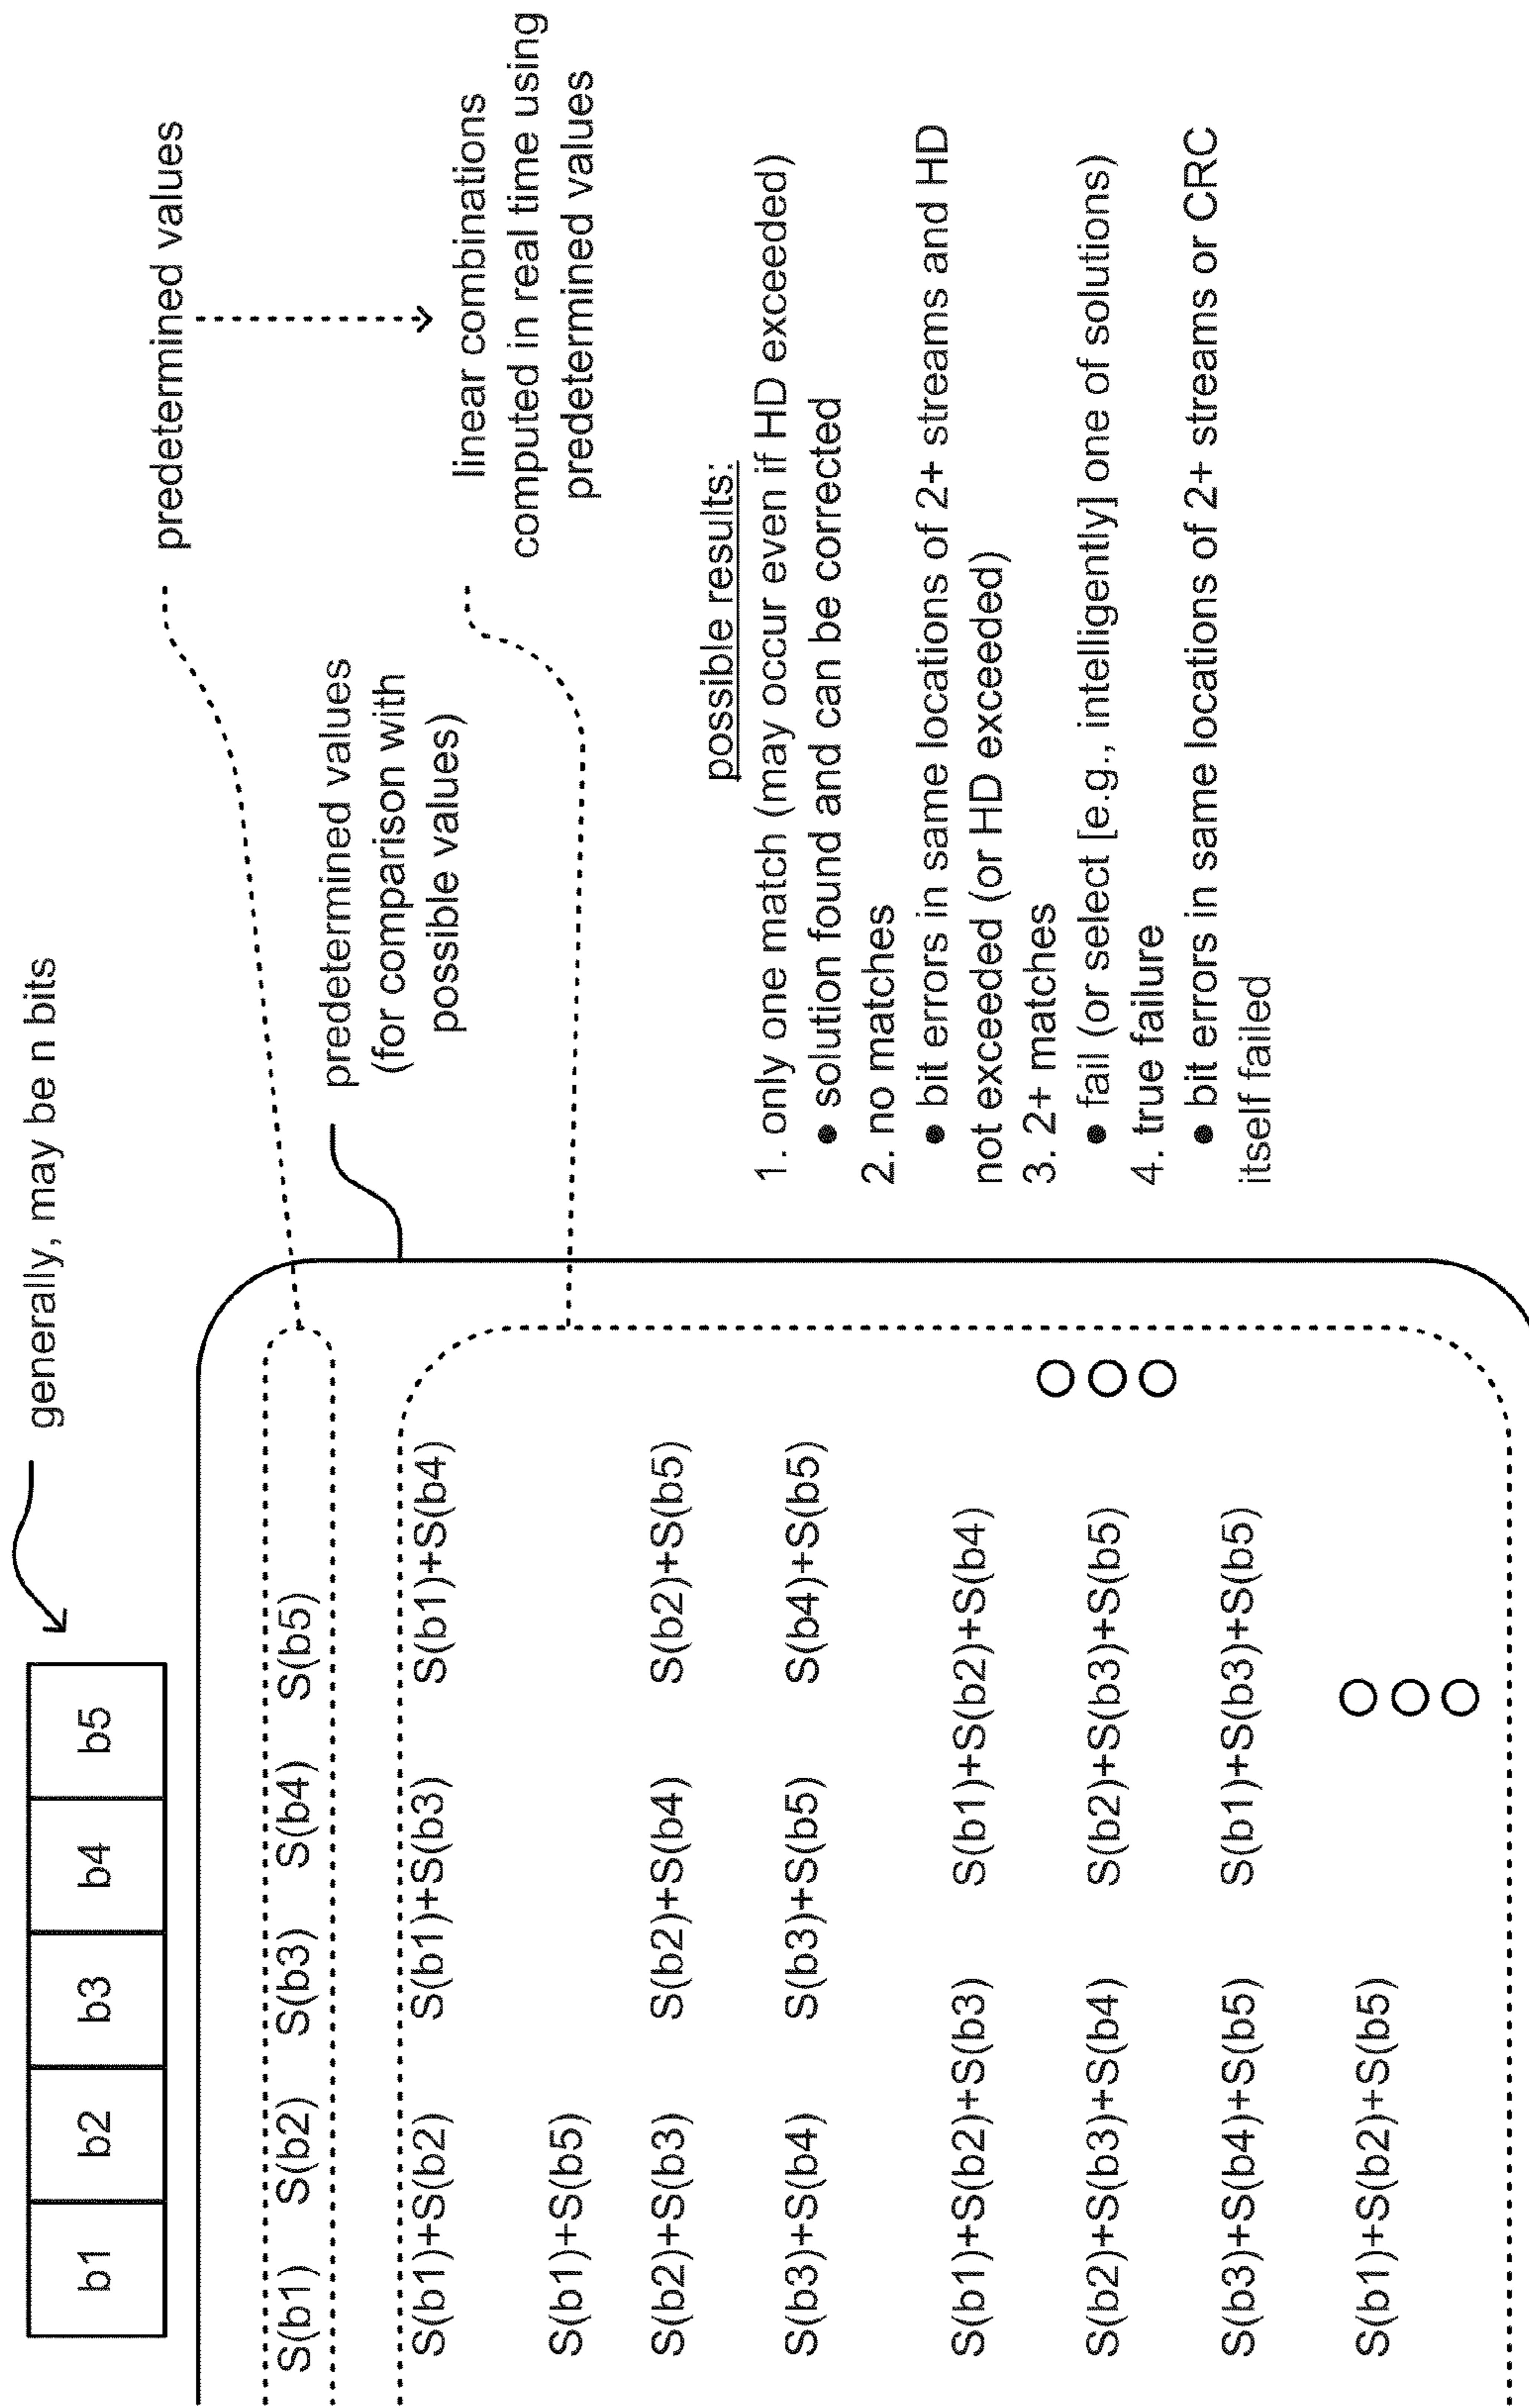 generally, may be n bits
b1 b2 b3 b4 b5
predetermined values
S(b1) S(b2) S(b3) S(b4) S(b5)
predetermined values
(for comparison with
possible values)
linear combinations
computed in real time using
predetermined values
S(b1)+S(b2) S(b1)+S(b3) S(b1)+S(b4)
S(b1)+S(b5)
S(b2)+S(b3) S(b2)+S(b4) S(b2)+S(b5)
S(b3)+S(b4) S(b3)+S(b5) S(b4)+S(b5)
S(b1)+S(b2)+S(b3) S(b1)+S(b2)+S(b4)
S(b2)+S(b3)+S(b4) S(b2)+S(b3)+S(b5)
S(b3)+S(b4)+S(b5) S(b1)+S(b3)+S(b5)
S(b1)+S(b2)+S(b5)
possible results:
1. only one match (may occur even if HD exceeded)
● solution found and can be corrected
2. no matches
● bit errors in same locations of 2+ streams and HD
not exceeded (or HD exceeded)
3. 2+ matches
● fail (or select [e.g., intelligently] one of solutions)
4. true failure
● bit errors in same locations of 2+ streams or CRC
itself failed